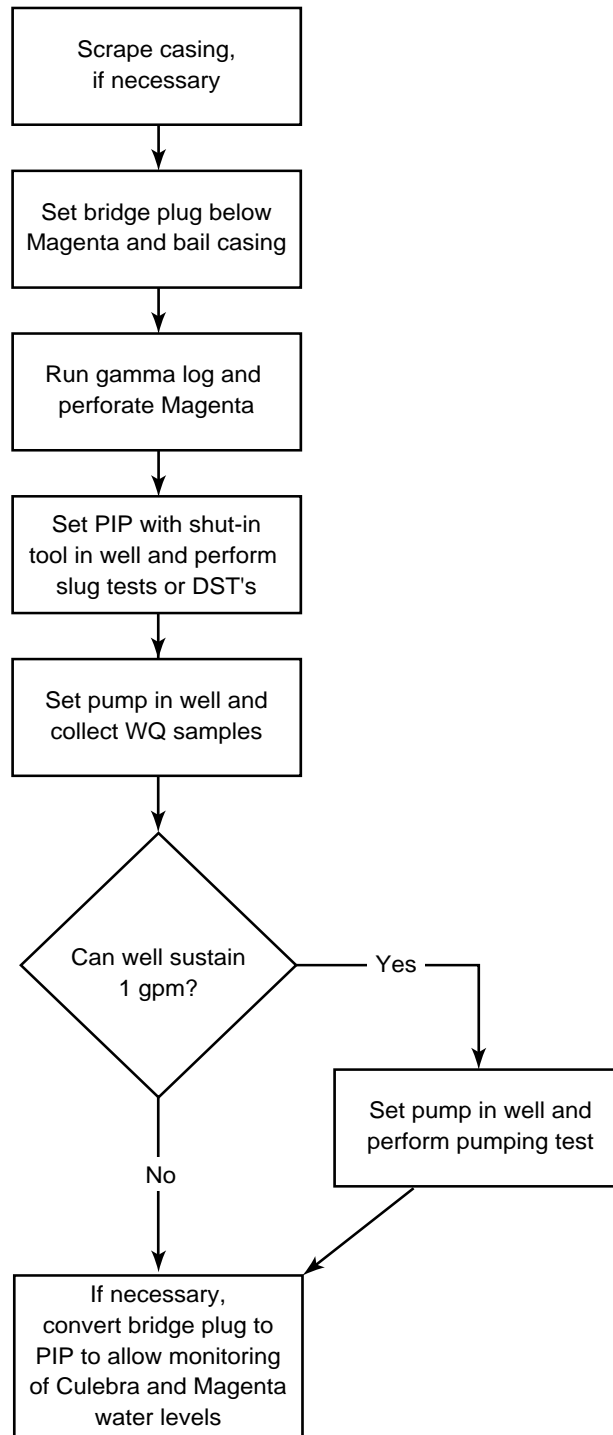 Scrape casing,
if necessary
Set bridge plug below
Magenta and bail casing
Run gamma log and
perforate Magenta
Set PIP with shut-in
tool in well and perform
slug tests or DST's
Set pump in well and
collect WQ samples
Can well sustain
1 gpm?
Yes
Set pump in well and
perform pumping test
No
If necessary,
convert bridge plug to
PIP to allow monitoring
of Culebra and Magenta
water levels